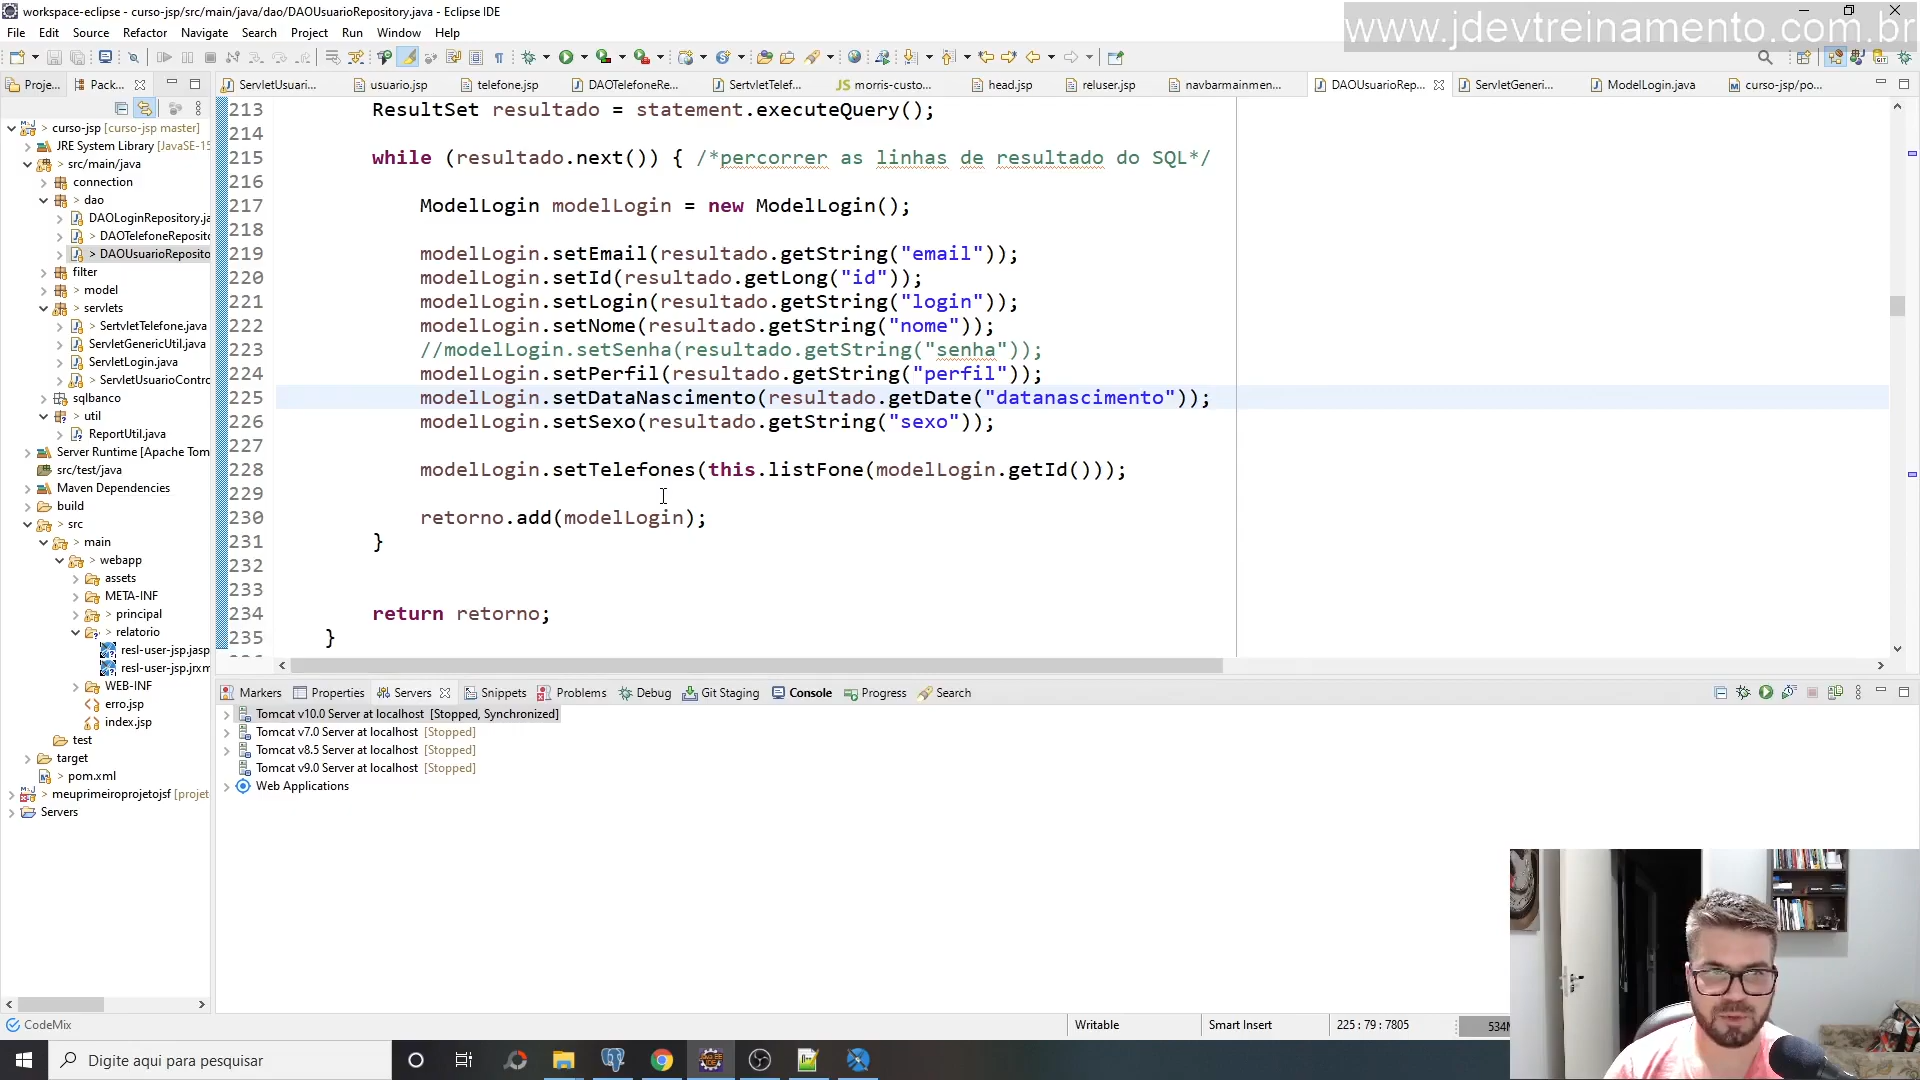 workspace-eclipse - curso-jsp/src/main/java/dao/DAOUsuarioRepository.java - Eclipse IDE
www.jdevtreinamento.com.br
File Edit Source Refactor Navigate Search Project Run Window Help
Proje... Pack...
ServletUsuari... usuario.jsp telefone.jsp DAOTelefoneRe... SertvletTelef... morris-custo... head.jsp reluser.jsp navbarmainmen... DAOUsuarioRep... ServletGeneri... ModelLogin.java curso-jsp/po...
> curso-jsp [curso-jsp master]
JRE System Library [JavaSE-15
> src/main/java
connection
> dao
DAOLoginRepository.ja
> DAOTelefoneReposito
> DAOUsuarioReposito
filter
> model
> servlets
> SertvletTelefone.java
ServletGenericUtil.java
ServletLogin.java
> ServletUsuarioContro
sqlbanco
> util
ReportUtil.java
Server Runtime [Apache Tom
src/test/java
Maven Dependencies
build
> src
> main
> webapp
assets
META-INF
> principal
> relatorio
resl-user-jsp.jasp
resl-user-jsp.jrxm
WEB-INF
erro.jsp
index.jsp
test
target
> pom.xml
> meuprimeiroprojetojsf [projet
Servers
213 ResultSet resultado = statement.executeQuery();
214
215 while (resultado.next()) { /*percorrer as linhas de resultado do SQL*/
216
217 ModelLogin modelLogin = new ModelLogin();
218
219 modelLogin.setEmail(resultado.getString("email"));
220 modelLogin.setId(resultado.getLong("id"));
221 modelLogin.setLogin(resultado.getString("login"));
222 modelLogin.setNome(resultado.getString("nome"));
223 //modelLogin.setSenha(resultado.getString("senha"));
224 modelLogin.setPerfil(resultado.getString("perfil"));
225 modelLogin.setDataNascimento(resultado.getDate("datanascimento"));
226 modelLogin.setSexo(resultado.getString("sexo"));
227
228 modelLogin.setTelefones(this.listFone(modelLogin.getId()));
229
230 retorno.add(modelLogin);
231 }
232
233
234 return retorno;
235 }
Markers Properties Servers Snippets Problems Debug Git Staging Console Progress Search
Tomcat v10.0 Server at localhost [Stopped, Synchronized]
Tomcat v7.0 Server at localhost [Stopped]
Tomcat v8.5 Server at localhost [Stopped]
Tomcat v9.0 Server at localhost [Stopped]
Web Applications
CodeMix Writable Smart Insert 225 : 79 : 7805 534M
Digite aqui para pesquisar